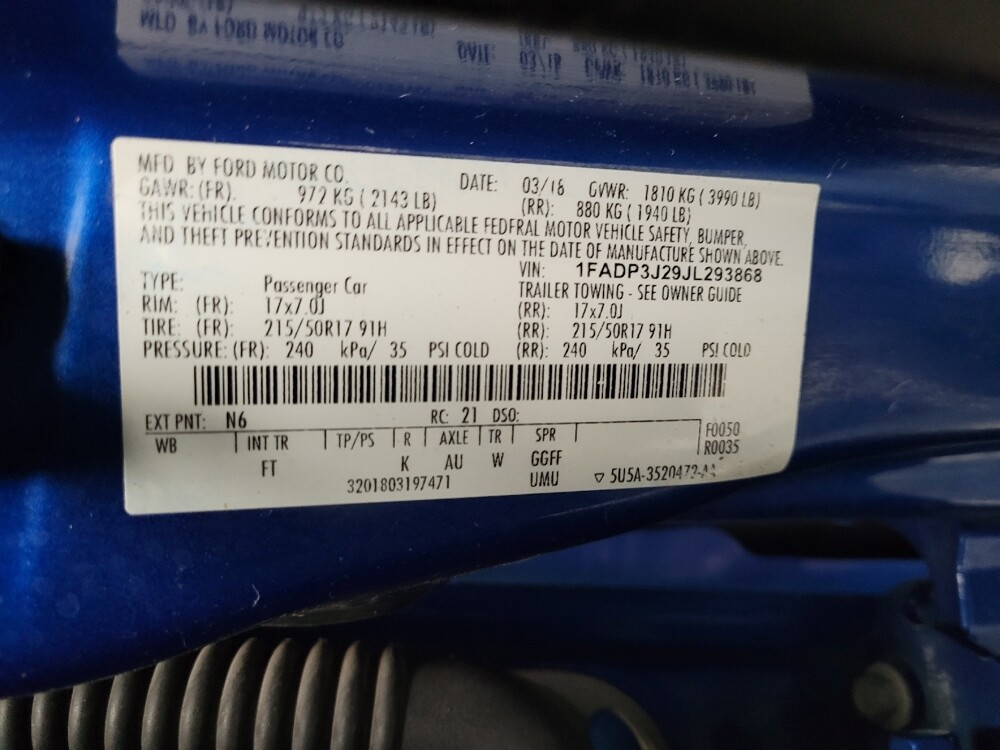 MFD BY FORD MOTOR CO. DATE: 03/18 GVWR: 1810 KG ( 3990 LB)
GAWR: (FR). 972 KG ( 2143 LB) (RR): 880 KG ( 1940 LB)
THIS VEHICLE CONFORMS TO ALL APPLICABLE FEDERAL MOTOR VEHICLE SAFETY, BUMPER,
AND THEFT PREVENTION STANDARDS IN EFFECT ON THE DATE OF MANUFACTURE SHOWN ABOVE.
VIN: 1FADP3J29JL293868
TYPE: Passenger Car TRAILER TOWING - SEE OWNER GUIDE
RIM: (FR): 17x7.0J (RR): 17x7.0J
TIRE: (FR): 215/50R17 91H (RR): 215/50R17 91H
PRESSURE: (FR): 240 kPa/ 35 PSI COLD (RR): 240 kPa/ 35 PSI COLD
EXT PNT: N6 RC: 21 DSO:
WB INT TR TP/PS R AXLE TR SPR F0050
R0035
FT K AU W GGFF
3201803197471 UMU ▽ 5U5A-3520472-AA